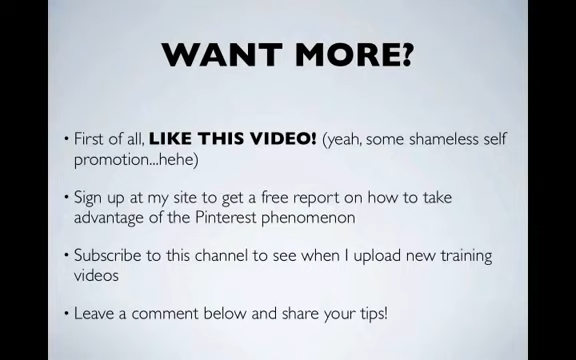 WANT MORE?
• First of all, LIKE THIS VIDEO! (yeah, some shameless self
promotion...hehe)
• Sign up at my site to get a free report on how to take
advantage of the Pinterest phenomenon
• Subscribe to this channel to see when I upload new training
videos
• Leave a comment below and share your tips!